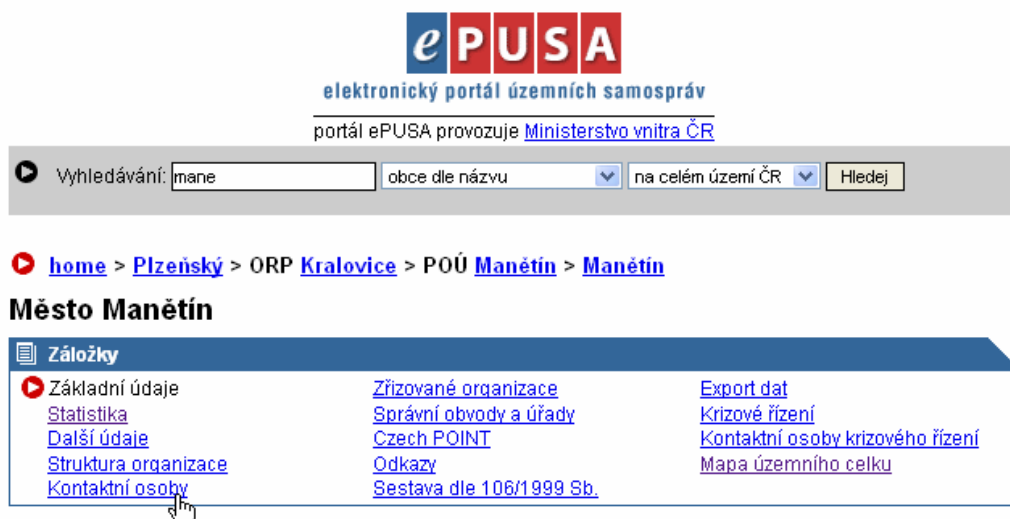 ePUSA
elektronický portál územních samospráv
portál ePUSA provozuje Ministerstvo vnitra ČR
Vyhledávání: mane obce dle názvu na celém území ČR Hledej
home > Plzeňský > ORP Kralovice > POÚ Manětín > Manětín
Město Manětín
Záložky
Základní údaje Zřizované organizace Export dat
Statistika Správní obvody a úřady Krizové řízení
Další údaje Czech POINT Kontaktní osoby krizového řízení
Struktura organizace Odkazy Mapa územního celku
Kontaktní osoby Sestava dle 106/1999 Sb.